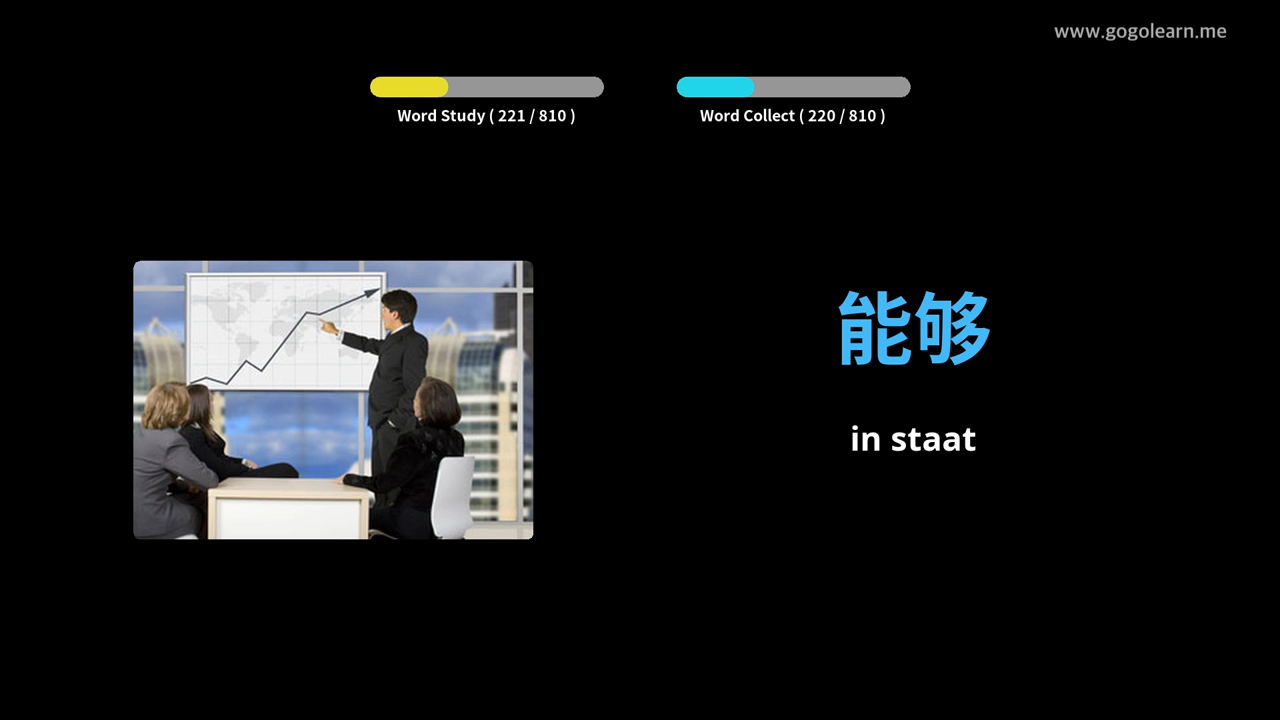 www.gogolearn.me
Word Study ( 221 / 810 )
Word Collect ( 220 / 810 )
能够
in staat